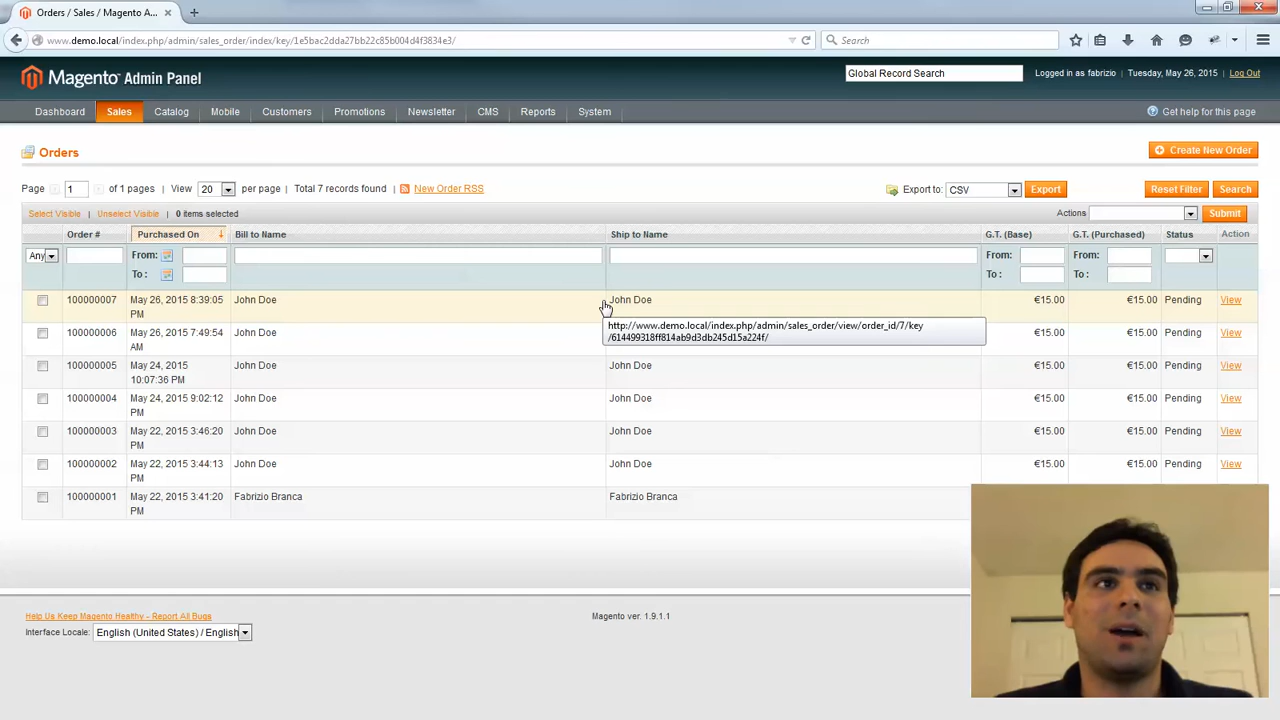 Orders / Sales / Magento A...
www.demo.local/index.php/admin/sales_order/index/key/1e5bac2dda27bb22c85b004d4f3834e3/
Search
Magento Admin Panel
Global Record Search
Logged in as fabrizio
Tuesday, May 26, 2015
Log Out
Dashboard Sales Catalog Mobile Customers Promotions Newsletter CMS Reports System
Get help for this page
Orders
Create New Order
Page 1 of 1 pages View 20 per page Total 7 records found New Order RSS
Export to: CSV Export Reset Filter Search
Select Visible Unselect Visible 0 items selected
Actions Submit
Order # Purchased On Bill to Name Ship to Name G.T. (Base) G.T. (Purchased) Status Action
Any From: From: From:
To : To : To :
100000007 May 26, 2015 8:39:05 PM John Doe John Doe €15.00 €15.00 Pending View
http://www.demo.local/index.php/admin/sales_order/view/order_id/7/key
/614499318ff814ab9d3db245d15a224f/
100000006 May 26, 2015 7:49:54 AM John Doe €15.00 Pending View
100000005 May 24, 2015 10:07:36 PM John Doe John Doe €15.00 €15.00 Pending View
100000004 May 24, 2015 9:02:12 PM John Doe John Doe €15.00 €15.00 Pending View
100000003 May 22, 2015 3:46:20 PM John Doe John Doe €15.00 €15.00 Pending View
100000002 May 22, 2015 3:44:13 PM John Doe John Doe €15.00 €15.00 Pending View
100000001 May 22, 2015 3:41:20 PM Fabrizio Branca Fabrizio Branca
Help Us Keep Magento Healthy - Report All Bugs
Magento ver. 1.9.1.1
Interface Locale: English (United States) / English